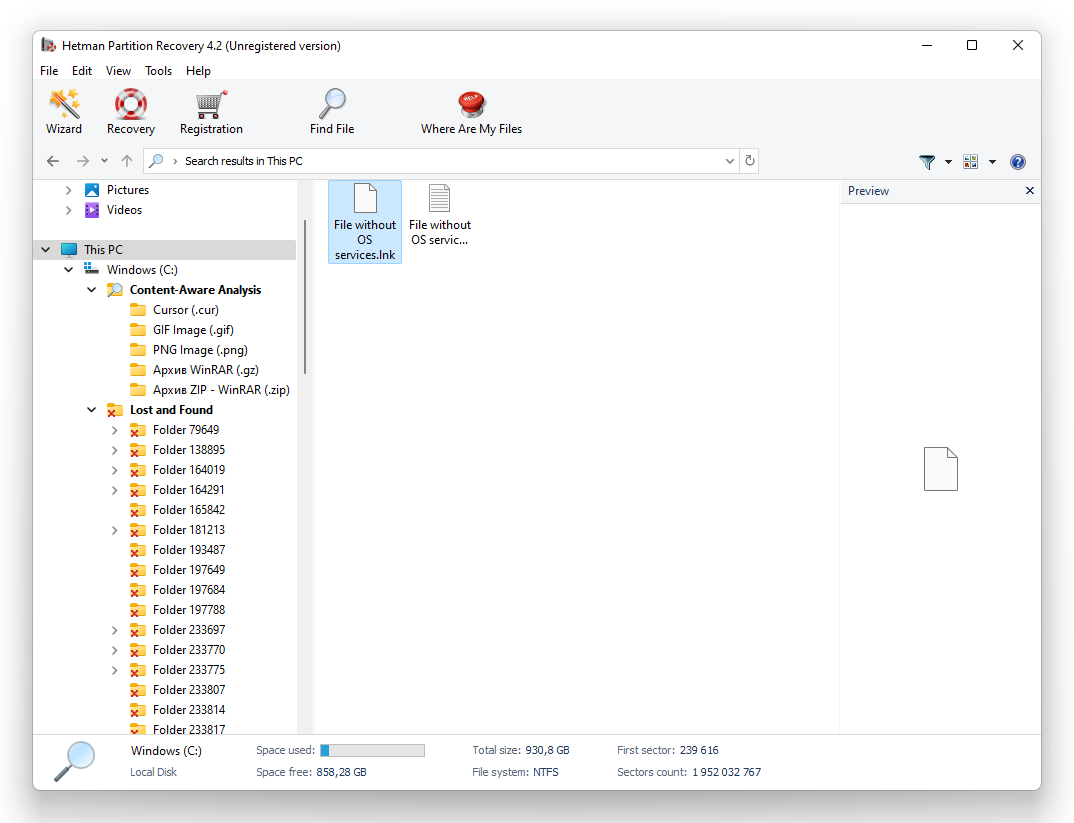 Hetman Partition Recovery 4.2 (Unregistered version)
File Edit View Tools Help
Wizard Recovery Registration Find File Where Are My Files
HELP
Search results in This PC
Pictures
Videos
This PC
Windows (C:)
Content-Aware Analysis
Cursor (.cur)
GIF Image (.gif)
PNG Image (.png)
Архив WinRAR (.gz)
Архив ZIP - WinRAR (.zip)
Lost and Found
Folder 79649
Folder 138895
Folder 164019
Folder 164291
Folder 165842
Folder 181213
Folder 193487
Folder 197649
Folder 197684
Folder 197788
Folder 233697
Folder 233770
Folder 233775
Folder 233807
Folder 233814
Folder 233817
File without
OS
services.lnk
File without
OS servic...
Preview
Windows (C:)
Local Disk
Space used:
Space free: 858,28 GB
Total size: 930,8 GB
File system: NTFS
First sector: 239 616
Sectors count: 1 952 032 767